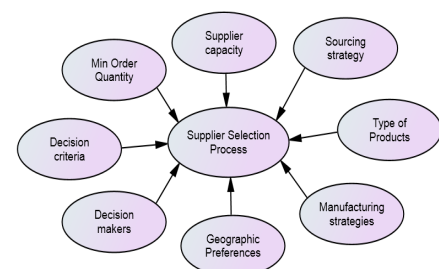 Supplier
capacity
Sourcing
strategy
Min Order
Quantity
Type of
Products
Supplier Selection
Process
Decision
criteria
Manufacturing
strategies
Decision
makers
Geographic
Preferences